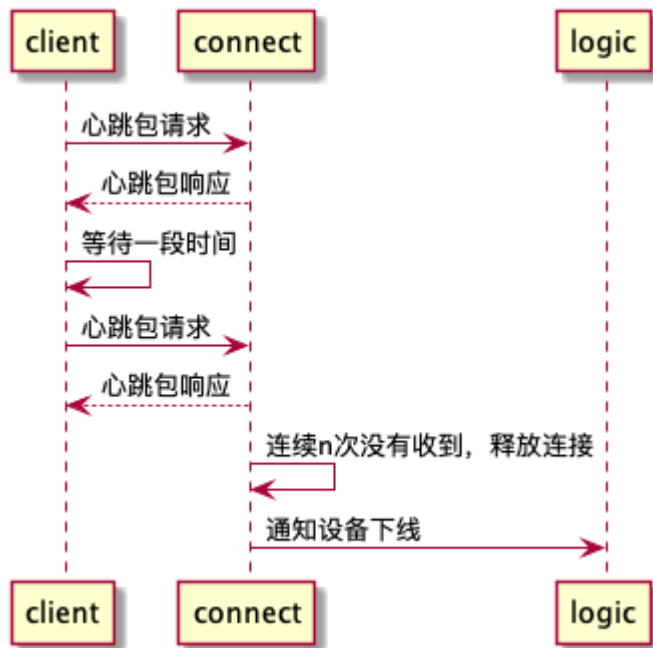 client connect logic
心跳包请求
心跳包响应
等待一段时间
心跳包请求
心跳包响应
连续n次没有收到，释放连接
通知设备下线
client connect logic